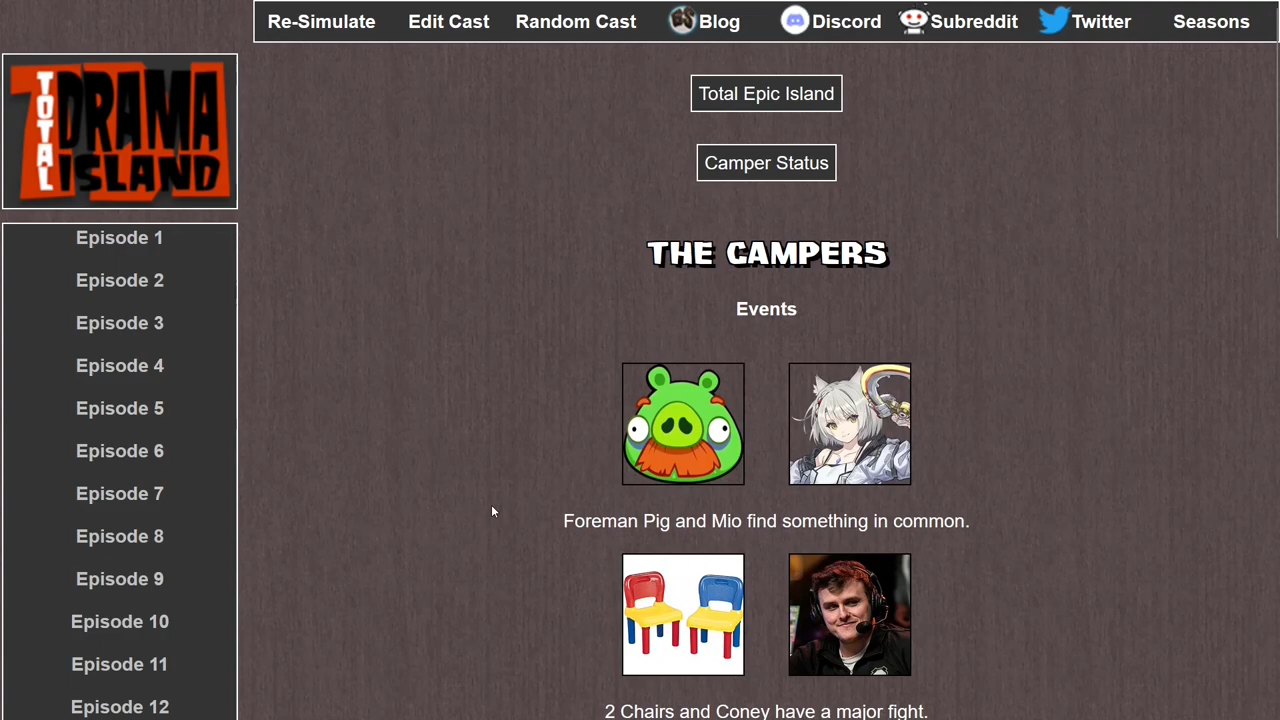 Re-Simulate Edit Cast Random Cast Blog Discord Subreddit Twitter Seasons
TOTAL DRAMA ISLAND
Episode 1
Episode 2
Episode 3
Episode 4
Episode 5
Episode 6
Episode 7
Episode 8
Episode 9
Episode 10
Episode 11
Episode 12
Total Epic Island
Camper Status
THE CAMPERS
Events
Foreman Pig and Mio find something in common.
2 Chairs and Coney have a major fight.